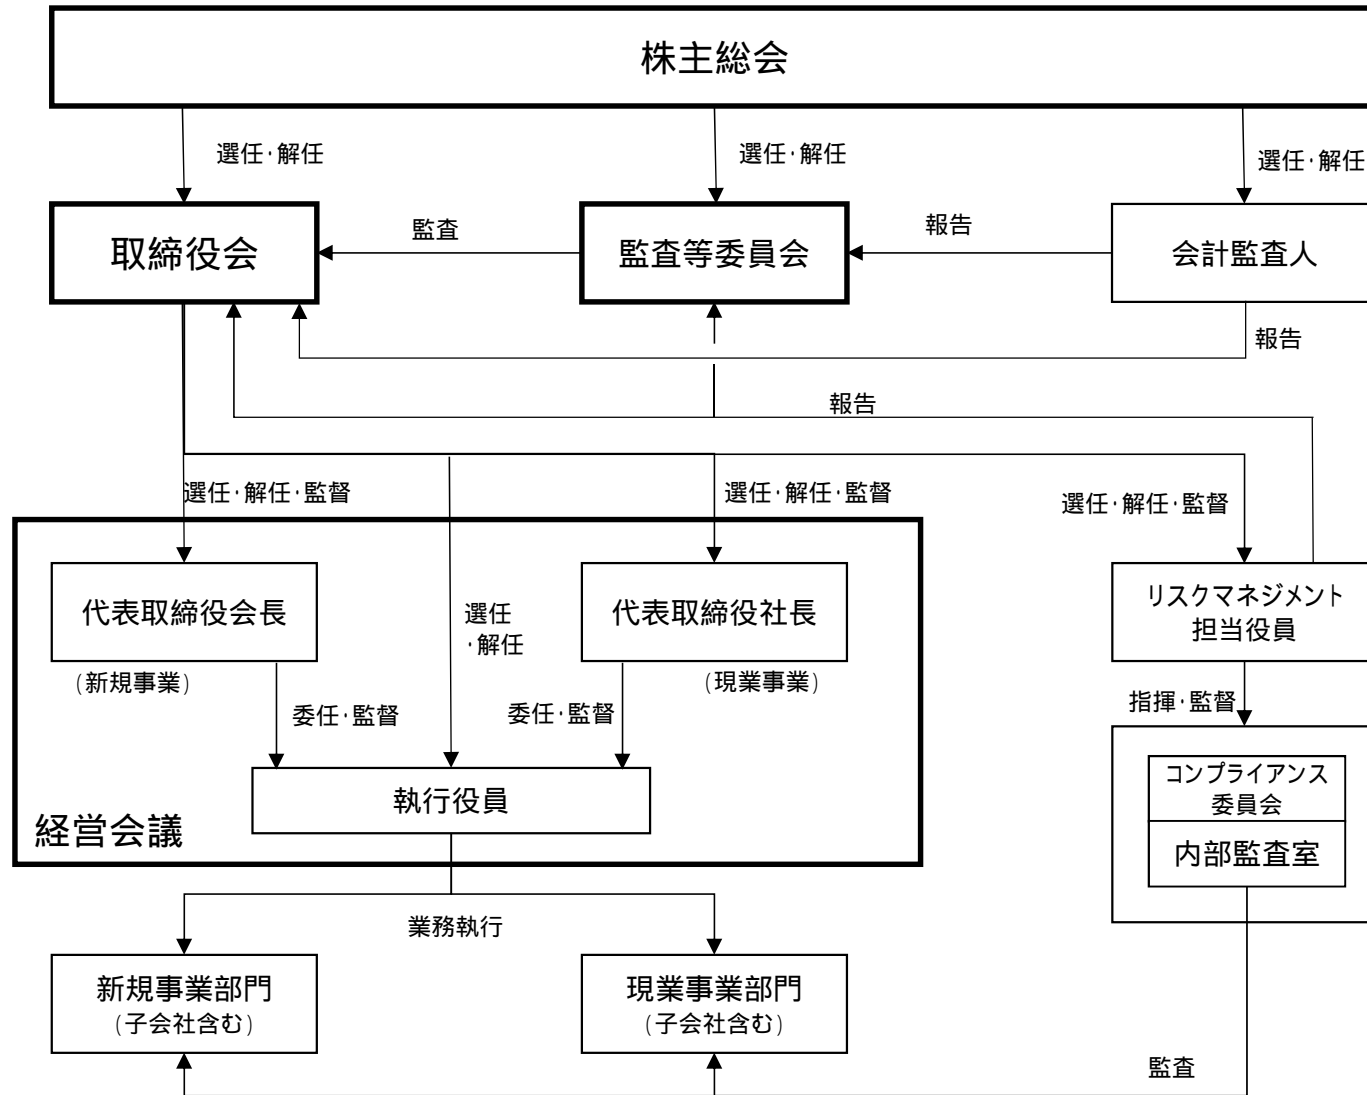 株主総会
選任・解任
選任・解任
選任・解任
取締役会
監査
監査等委員会
報告
会計監査人
報告
報告
選任・解任・監督
選任・解任・監督
選任・解任・監督
代表取締役会長
(新規事業)
選任
・解任
代表取締役社長
(現業事業)
リスクマネジメント
担当役員
委任・監督
委任・監督
指揮・監督
執行役員
経営会議
コンプライアンス
委員会
内部監査室
業務執行
新規事業部門
(子会社含む)
現業事業部門
(子会社含む)
監査